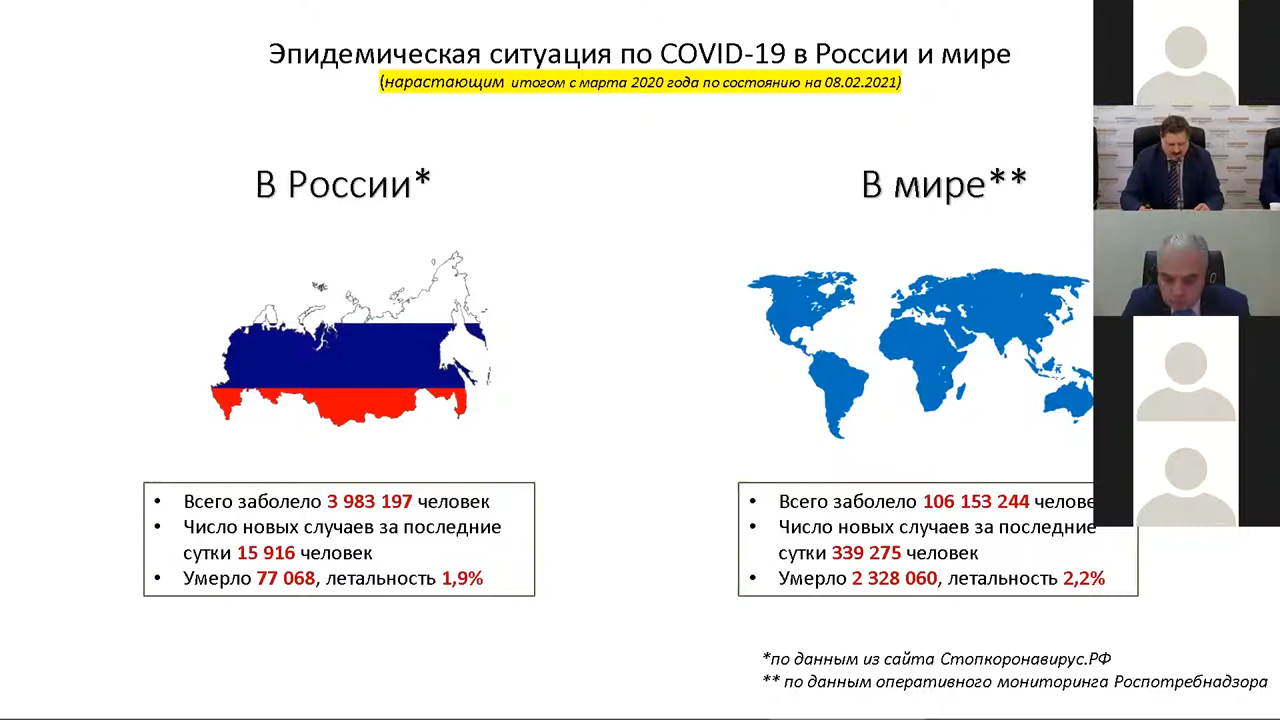 Эпидемическая ситуация по COVID-19 в России и мире
(нарастающим итогом с марта 2020 года по состоянию на 08.02.2021)
В России*
В мире**
• Всего заболело 3 983 197 человек
• Число новых случаев за последние
сутки 15 916 человек
• Умерло 77 068, летальность 1,9%
• Всего заболело 106 153 244 челове
• Число новых случаев за последние
сутки 339 275 человек
• Умерло 2 328 060, летальность 2,2%
*по данным из сайта Стопкоронавирус.РФ
** по данным оперативного мониторинга Роспотребнадзора